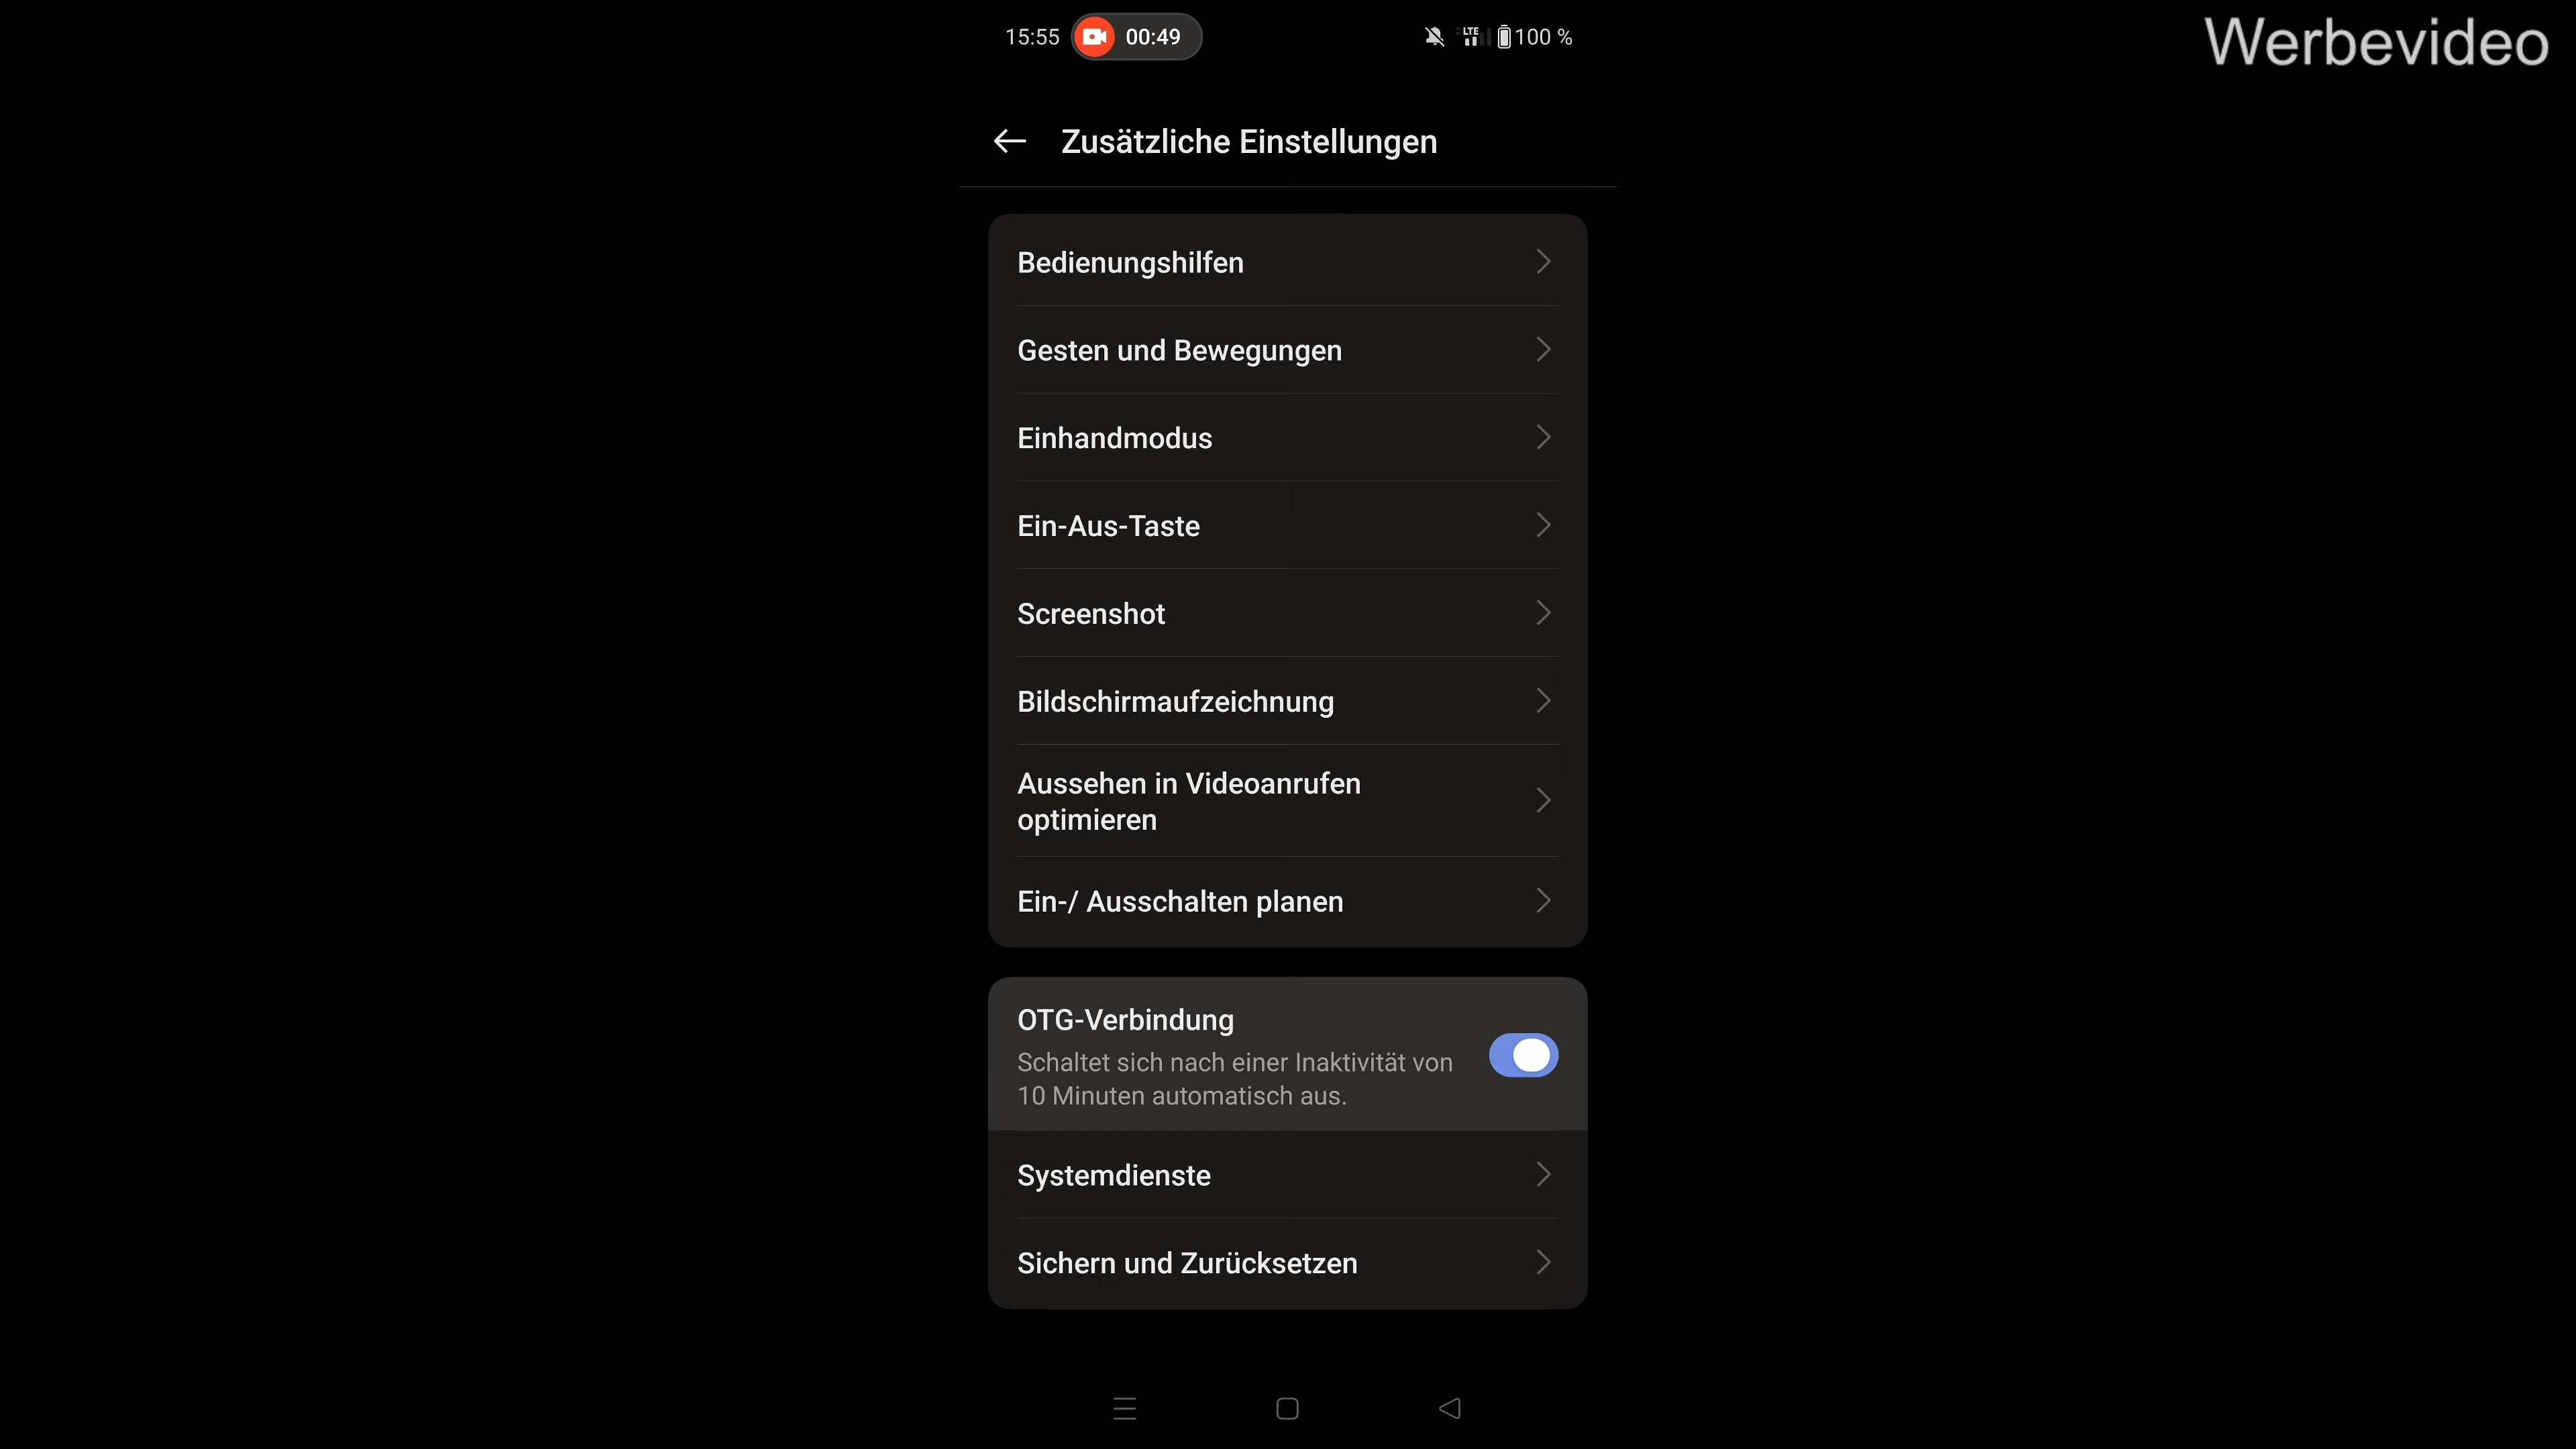 15:55 00:49 LTE 100 %
Werbevideo
Zusätzliche Einstellungen
Bedienungshilfen
Gesten und Bewegungen
Einhandmodus
Ein-Aus-Taste
Screenshot
Bildschirmaufzeichnung
Aussehen in Videoanrufen
optimieren
Ein-/ Ausschalten planen
OTG-Verbindung
Schaltet sich nach einer Inaktivität von
10 Minuten automatisch aus.
Systemdienste
Sichern und Zurücksetzen